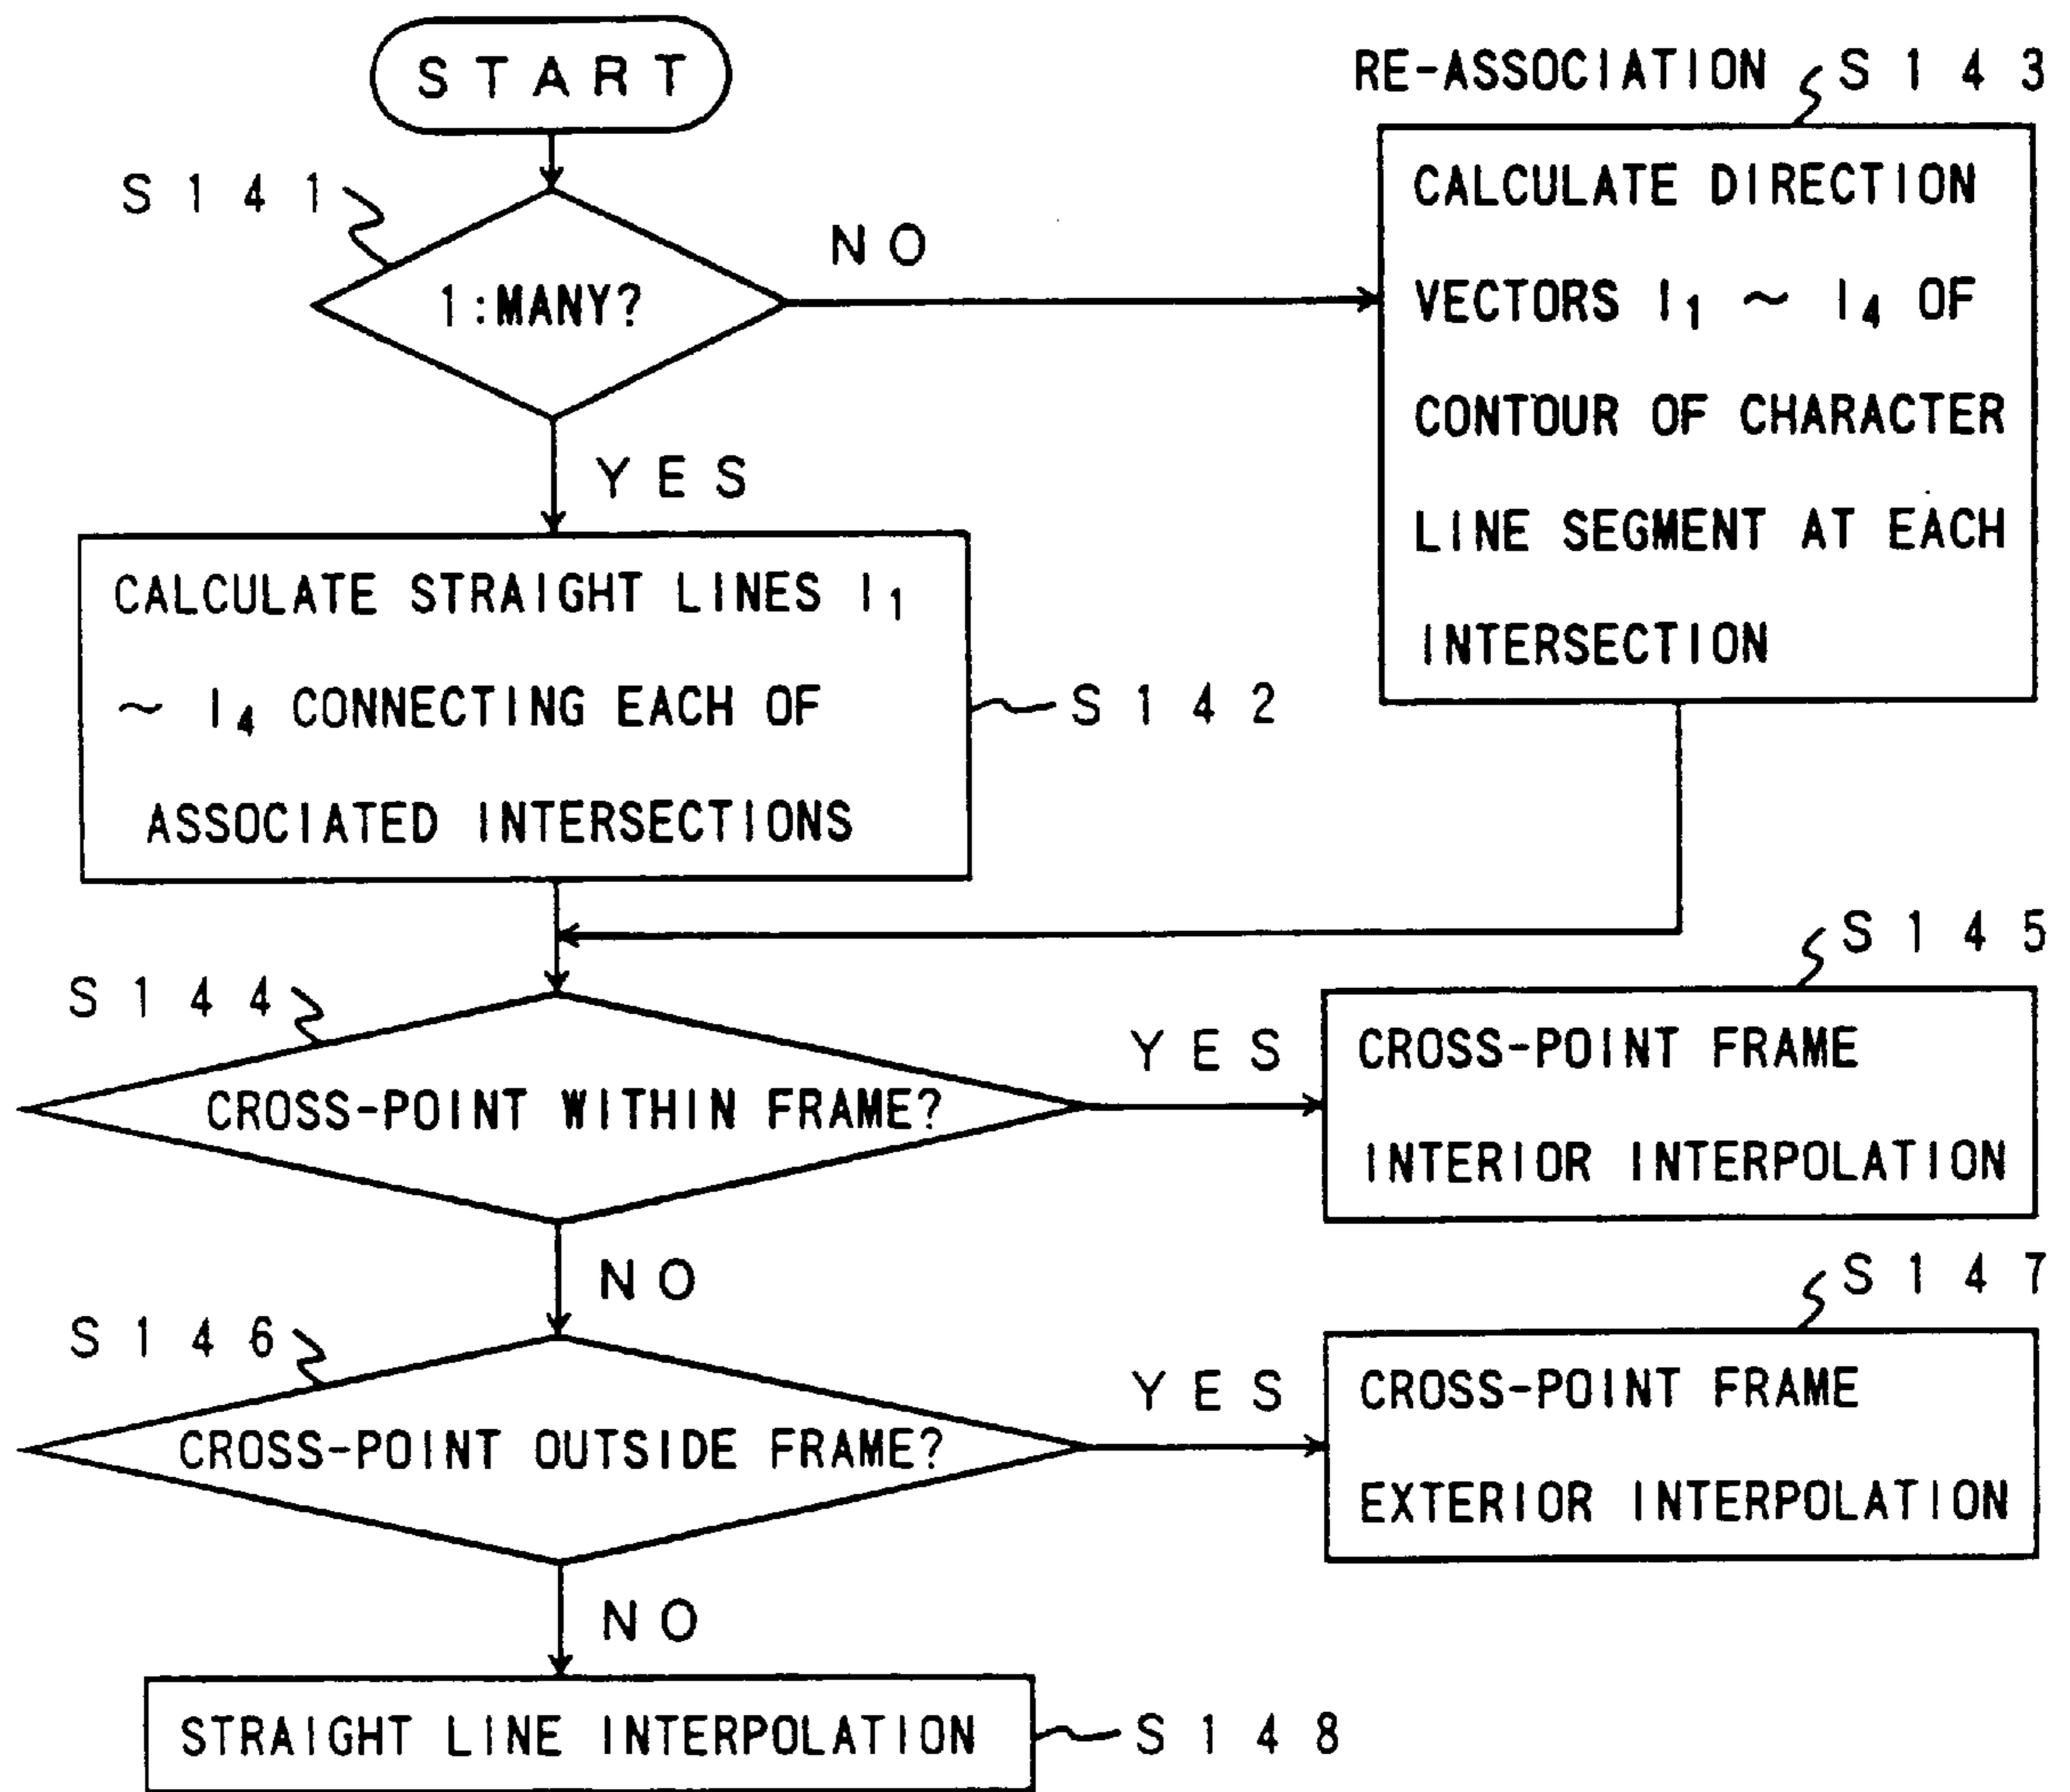 START
RE-ASSOCIATION S143
S141
1:MANY?
NO
CALCULATE DIRECTION
VECTORS l1 ~ l4 OF
CONTOUR OF CHARACTER
LINE SEGMENT AT EACH
INTERSECTION
YES
CALCULATE STRAIGHT LINES l1
~ l4 CONNECTING EACH OF
ASSOCIATED INTERSECTIONS
S142
S144
CROSS-POINT WITHIN FRAME?
YES
S145
CROSS-POINT FRAME
INTERIOR INTERPOLATION
NO
S146
CROSS-POINT OUTSIDE FRAME?
YES
S147
CROSS-POINT FRAME
EXTERIOR INTERPOLATION
NO
STRAIGHT LINE INTERPOLATION
S148